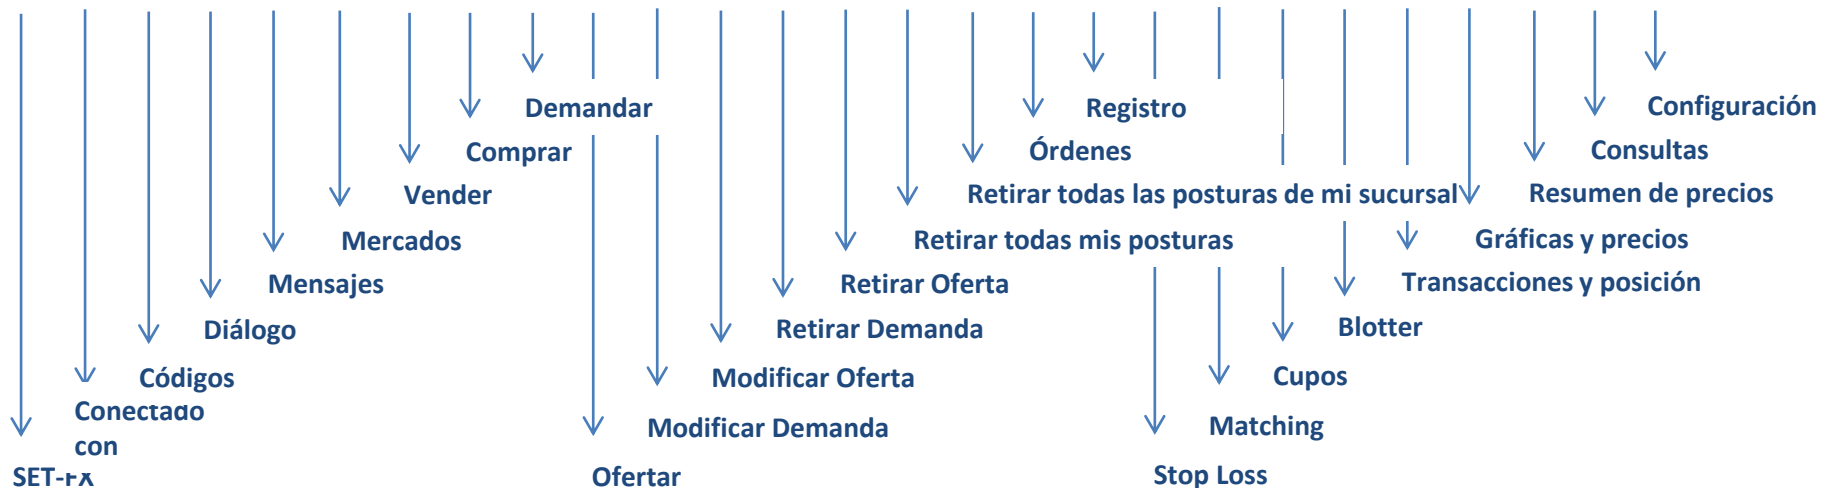 Demandar
Registro
Configuración
Comprar
Órdenes
Consultas
Vender
Retirar todas las posturas de mi sucursal
Resumen de precios
Mercados
Retirar todas mis posturas
Gráficas y precios
Mensajes
Retirar Oferta
Transacciones y posición
Diálogo
Retirar Demanda
Blotter
Códigos
Modificar Oferta
Cupos
Conectado
con
Modificar Demanda
Matching
SET-FX
Ofertar
Stop Loss